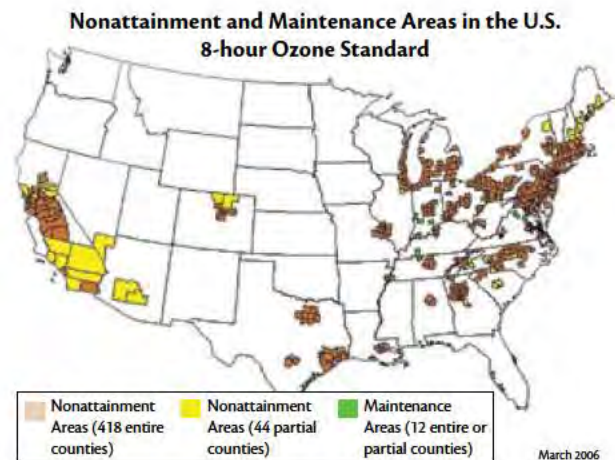 Nonattainment and Maintenance Areas in the U.S.
8-hour Ozone Standard
Nonattainment
Areas (418 entire
counties)
Nonattainment
Areas (44 partial
counties)
Maintenance
Areas (12 entire or
partial counties)
March 2006